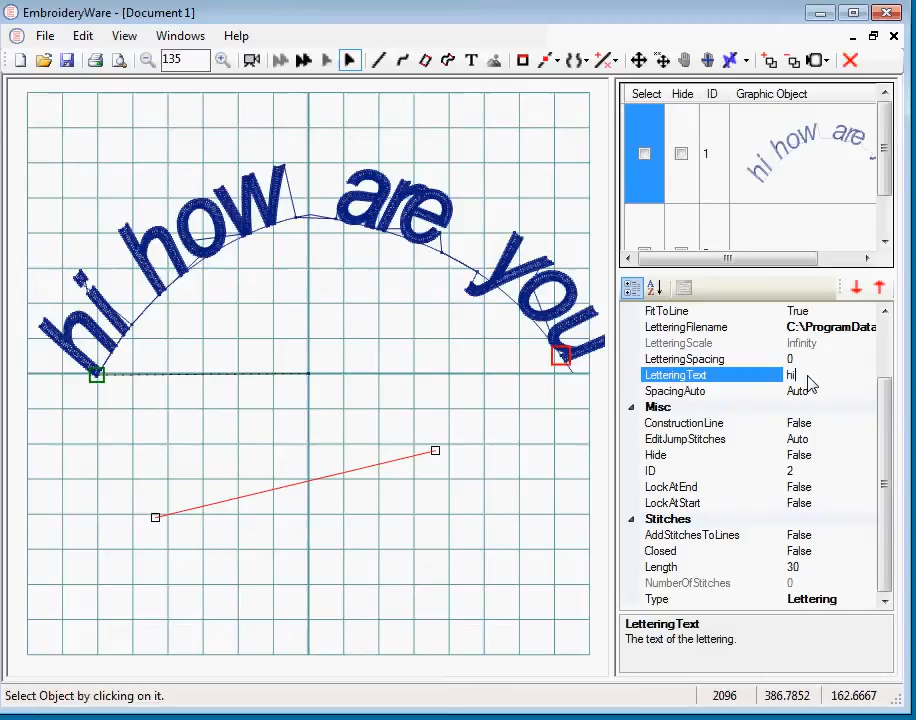 EmbroideryWare - [Document1]
File Edit View Windows Help
135
Select Hide ID Graphic Object
1
hi how are
hi how are you
FitToLine True
LetteringFilename C:\ProgramData
LetteringScale Infinity
LetteringSpacing 0
LetteringText hi
SpacingAuto Auto
Misc
ConstructionLine False
EditJumpStitches Auto
Hide False
ID 2
LockAtEnd False
LockAtStart False
Stitches
AddStitchesToLines False
Closed False
Length 30
NumberOfStitches 0
Type Lettering
LetteringText
The text of the lettering.
Select Object by clicking on it.
2096 386.7852 162.6667